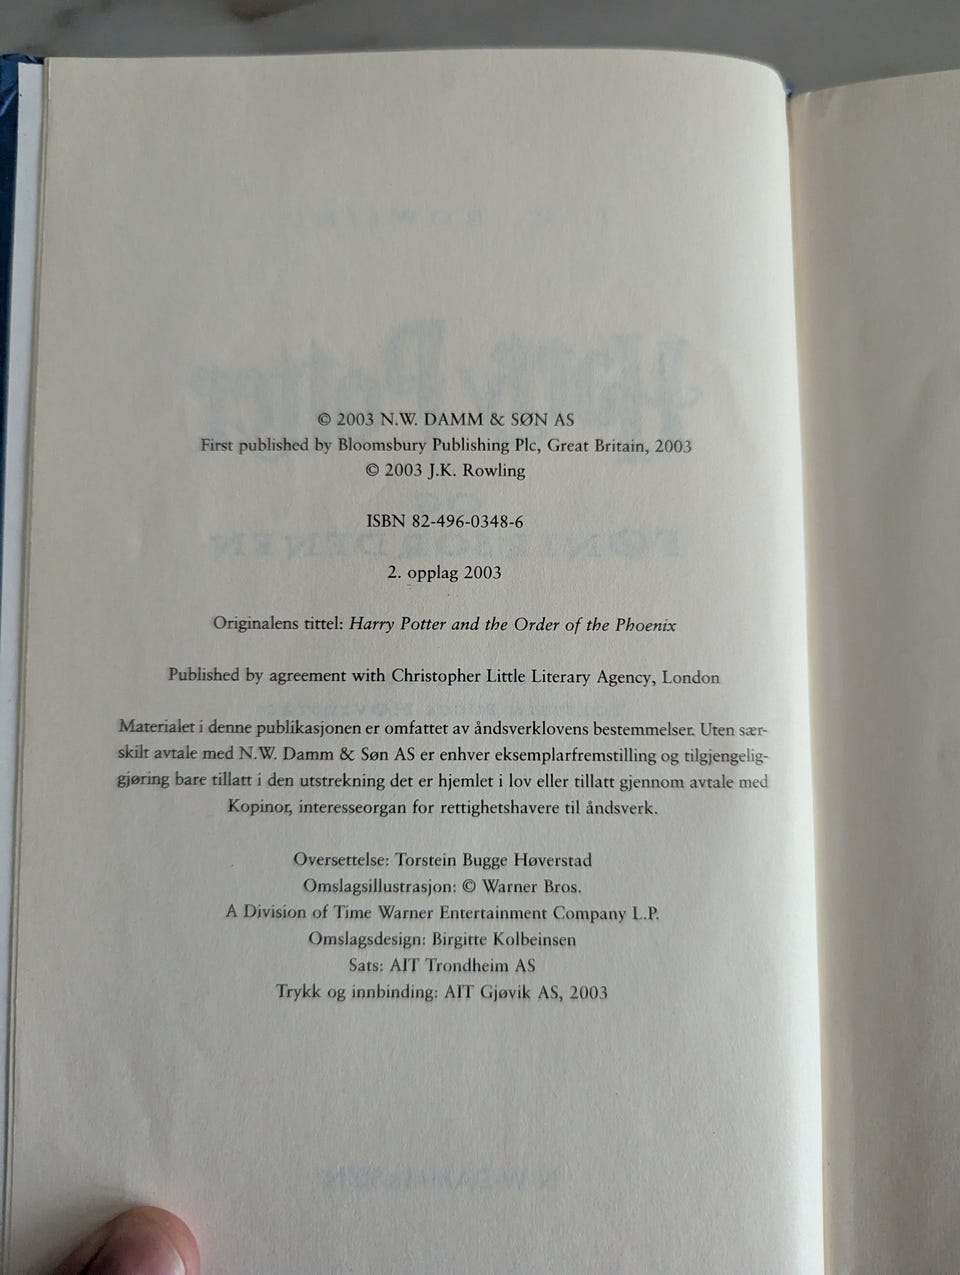 © 2003 N.W. DAMM & SØN AS
First published by Bloomsbury Publishing Plc, Great Britain, 2003
© 2003 J.K. Rowling
ISBN 82-496-0348-6
2. opplag 2003
Originalens tittel: Harry Potter and the Order of the Phoenix
Published by agreement with Christopher Little Literary Agency, London
Materialet i denne publikasjonen er omfattet av åndsverklovens bestemmelser. Uten sær-
skilt avtale med N.W. Damm & Søn AS er enhver eksemplarfremstilling og tilgjengelig-
gjøring bare tillatt i den utstrekning det er hjemlet i lov eller tillatt gjennom avtale med
Kopinor, interesseorgan for rettighetshavere til åndsverk.
Oversettelse: Torstein Bugge Høverstad
Omslagsillustrasjon: © Warner Bros.
A Division of Time Warner Entertainment Company L.P.
Omslagsdesign: Birgitte Kolbeinsen
Sats: AIT Trondheim AS
Trykk og innbinding: AIT Gjøvik AS, 2003